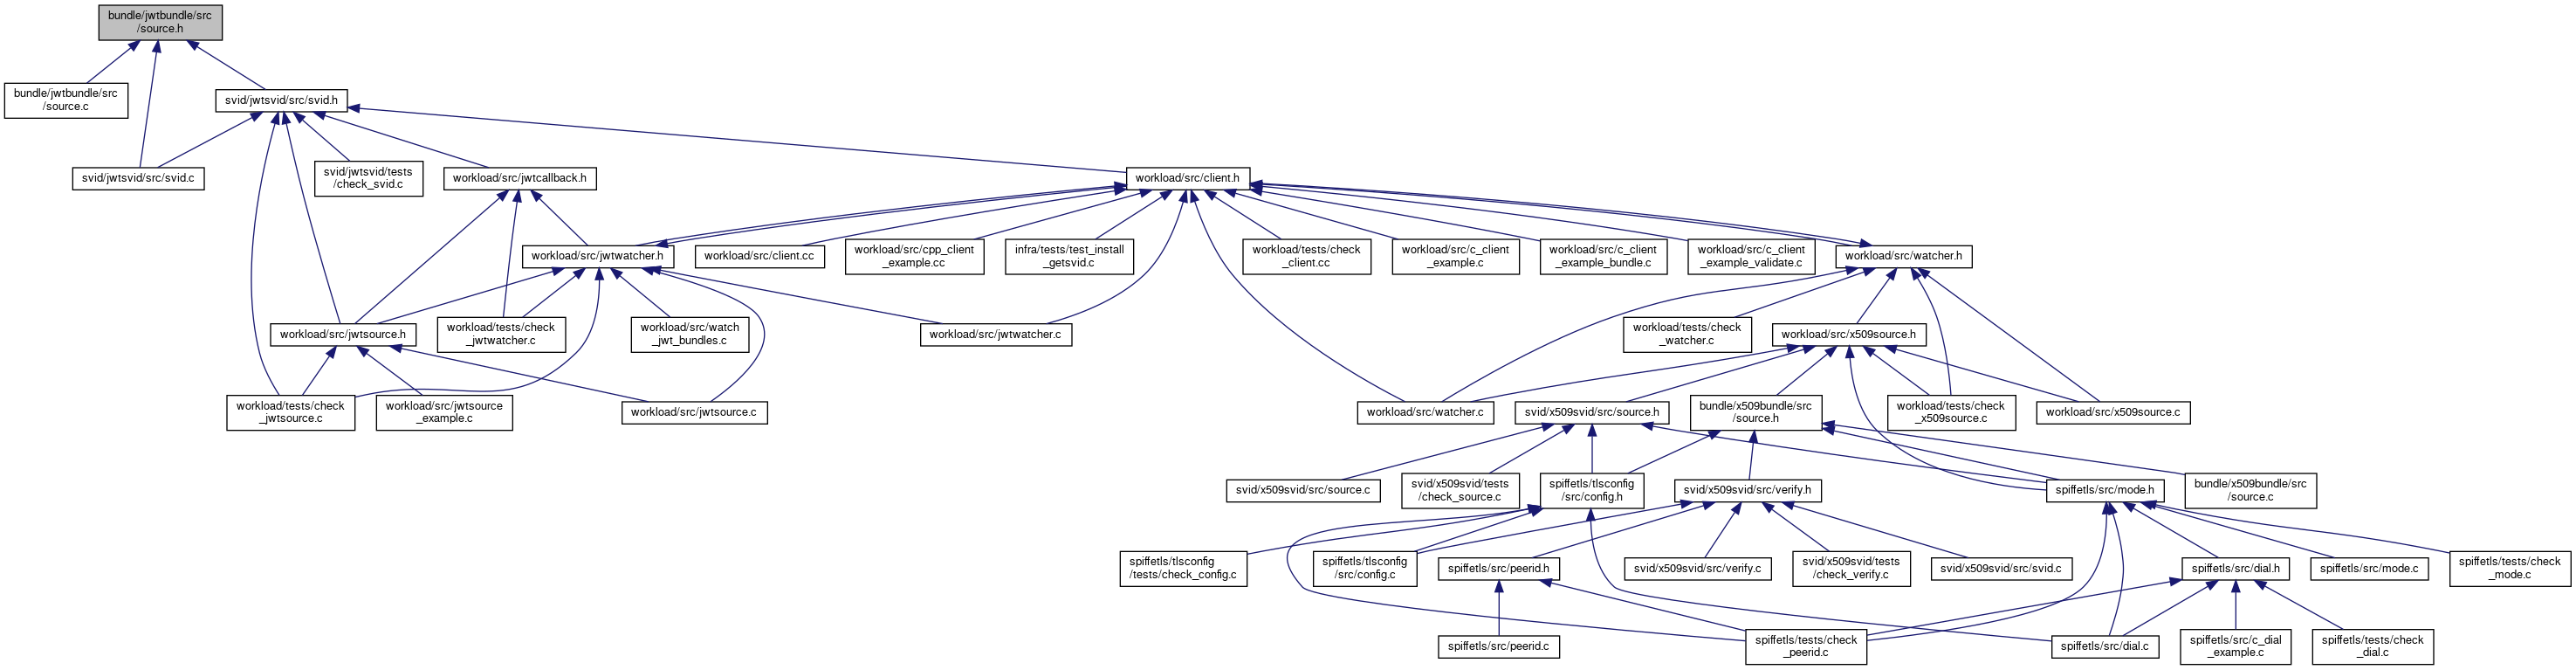 bundle/jwtbundle/src
/source.h
bundle/jwtbundle/src
/source.c
svid/jwtsvid/src/svid.h
svid/jwtsvid/src/svid.c
svid/jwtsvid/tests
/check_svid.c
workload/src/jwtcallback.h
workload/src/client.h
workload/src/jwtwatcher.h
workload/src/client.cc
workload/src/cpp_client
_example.cc
infra/tests/test_install
_getsvid.c
workload/tests/check
_client.cc
workload/src/c_client
_example.c
workload/src/c_client
_example_bundle.c
workload/src/c_client
_example_validate.c
workload/src/watcher.h
workload/src/jwtsource.h
workload/tests/check
_jwtwatcher.c
workload/src/watch
_jwt_bundles.c
workload/src/jwtwatcher.c
workload/tests/check
_watcher.c
workload/src/x509source.h
workload/tests/check
_jwtsource.c
workload/src/jwtsource
_example.c
workload/src/jwtsource.c
workload/src/watcher.c
svid/x509svid/src/source.h
bundle/x509bundle/src
/source.h
workload/tests/check
_x509source.c
workload/src/x509source.c
svid/x509svid/src/source.c
svid/x509svid/tests
/check_source.c
spiffetls/tlsconfig
/src/config.h
svid/x509svid/src/verify.h
spiffetls/src/mode.h
bundle/x509bundle/src
/source.c
spiffetls/tlsconfig
/tests/check_config.c
spiffetls/tlsconfig
/src/config.c
spiffetls/src/peerid.h
svid/x509svid/src/verify.c
svid/x509svid/tests
/check_verify.c
svid/x509svid/src/svid.c
spiffetls/src/dial.h
spiffetls/src/mode.c
spiffetls/tests/check
_mode.c
spiffetls/src/peerid.c
spiffetls/tests/check
_peerid.c
spiffetls/src/dial.c
spiffetls/src/c_dial
_example.c
spiffetls/tests/check
_dial.c